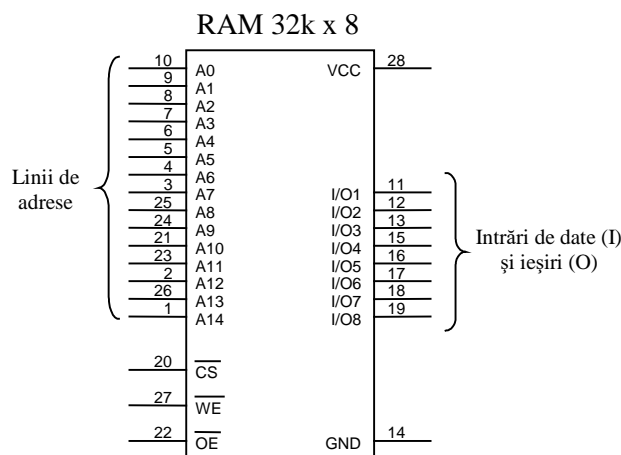 RAM 32k x 8
10 A0
9 A1
8 A2
7 A3
6 A4
5 A5
4 A6
3 A7
25 A8
24 A9
21 A10
23 A11
2 A12
26 A13
1 A14
Linii de
adrese
20 CS
27 WE
22 OE
VCC 28
I/O1 11
I/O2 12
I/O3 13
I/O4 15
I/O5 16
I/O6 17
I/O7 18
I/O8 19
Intrări de date (I)
şi ieşiri (O)
GND 14